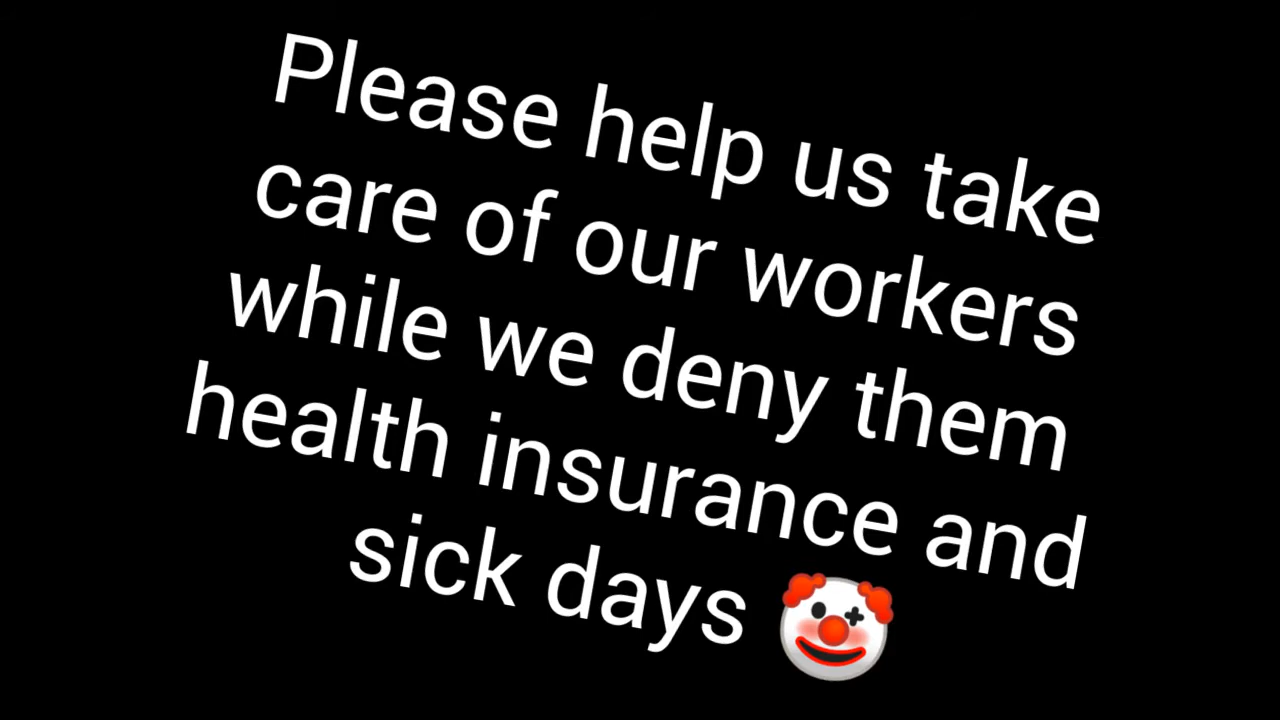 Please help us take
care of our workers
while we deny them
health insurance and
sick days 🤡